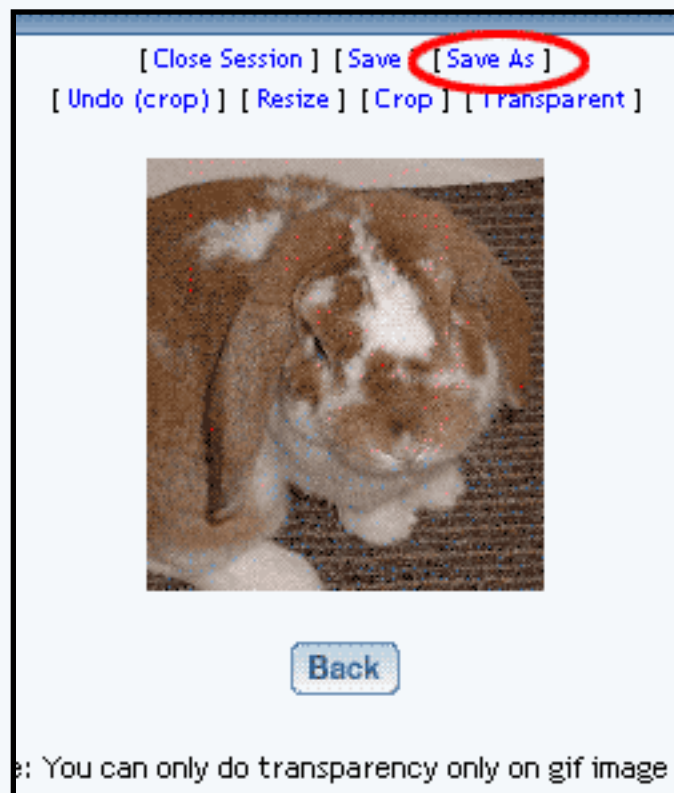 [ Close Session ] [ Save ] [ Save As ]
[ Undo (crop) ] [ Resize ] [ Crop ] [ Transparent ]
Back
e: You can only do transparency only on gif image